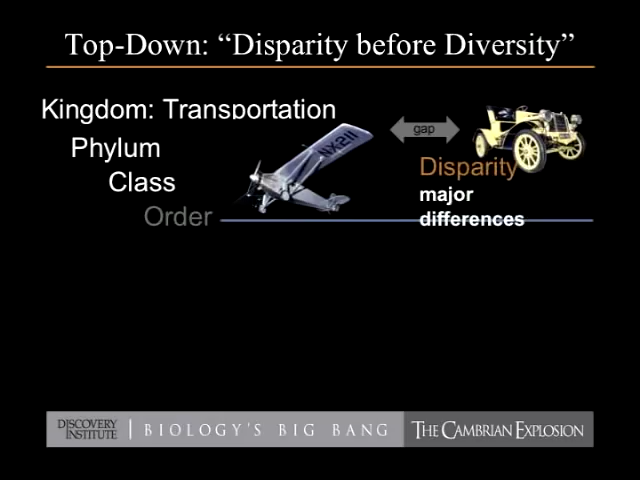 Top-Down: “Disparity before Diversity”
Kingdom: Transportation
gap
NX211
Phylum
Disparity
Class
major
differences
Order
DISCOVERY
INSTITUTE
BIOLOGY'S BIG BANG
THE CAMBRIAN EXPLOSION